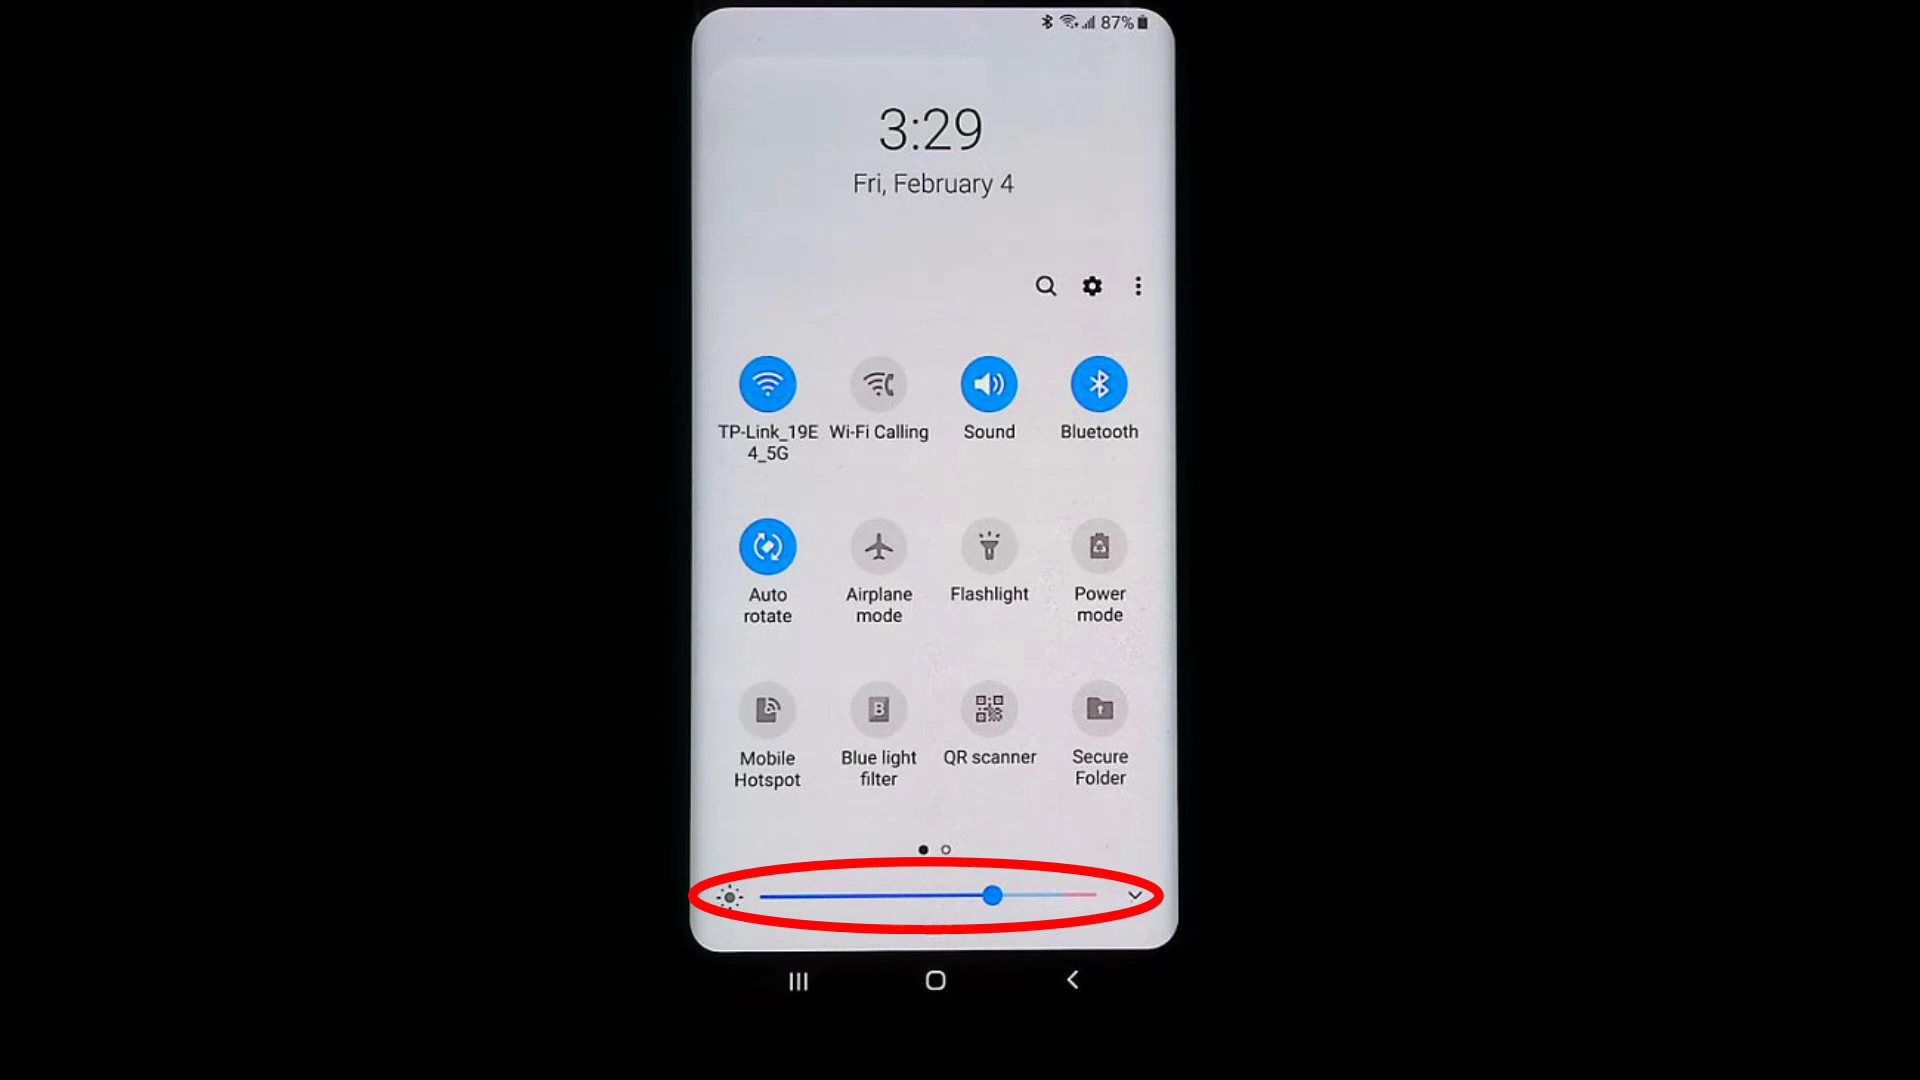 87%
3:29
Fri, February 4
TP-Link_19E
4_5G
Wi-Fi Calling
Sound
Bluetooth
Auto
rotate
Airplane
mode
Flashlight
Power
mode
Mobile
Hotspot
Blue light
filter
QR scanner
Secure
Folder